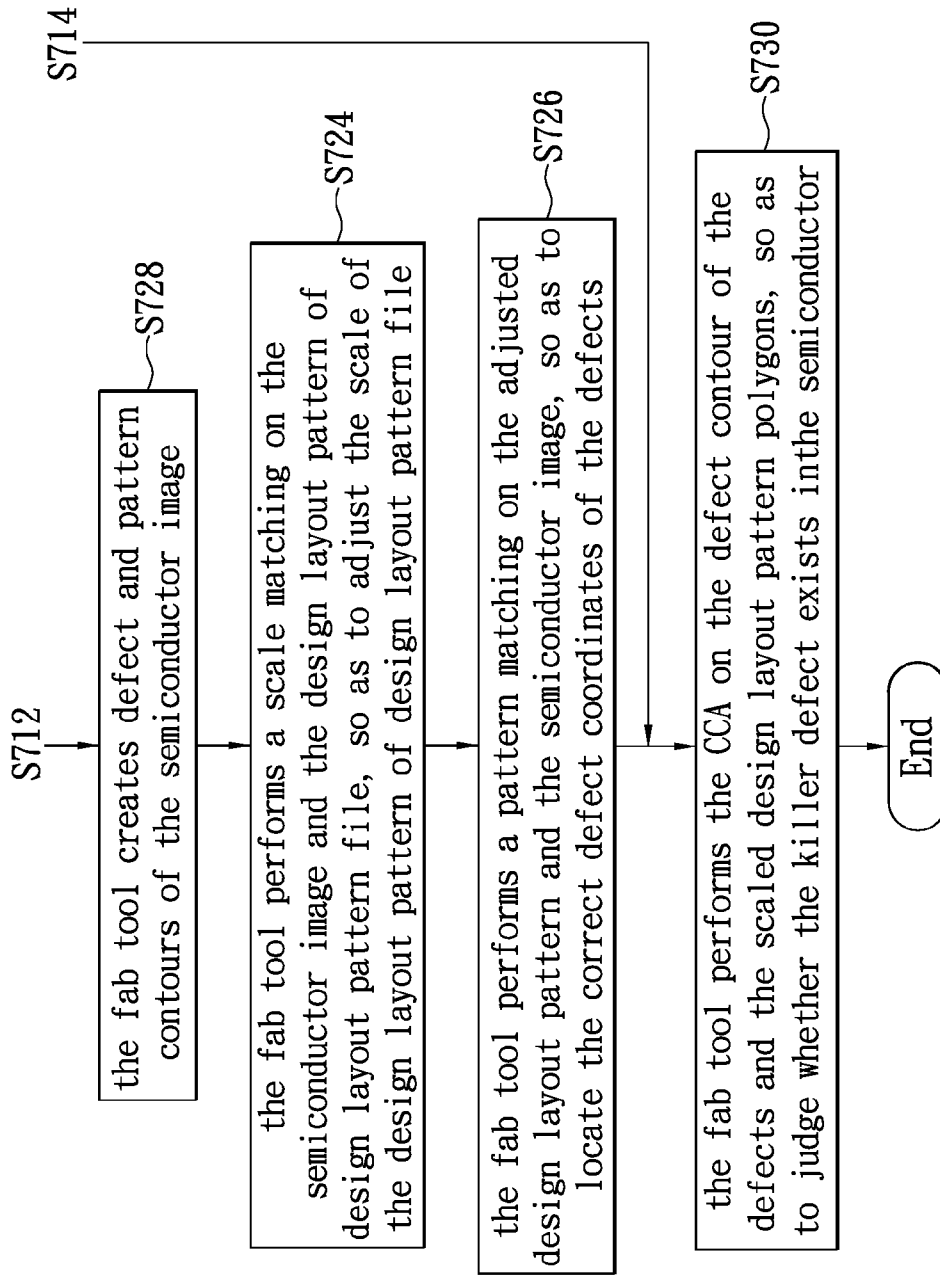 S712
S714
the fab tool creates defect and pattern
contours of the semiconductor image
S728
the fab tool performs a scale matching on the
semiconductor image and the design layout pattern of
design layout pattern file, so as to adjust the scale of
the design layout pattern of design layout pattern file
S724
the fab tool performs a pattern matching on the adjusted
design layout pattern and the semiconductor image, so as to
locate the correct defect coordinates of the defects
S726
the fab tool performs the CCA on the defect contour of the
defects and the scaled design layout pattern polygons, so as
to judge whether the killer defect exists inthe semiconductor
S730
End